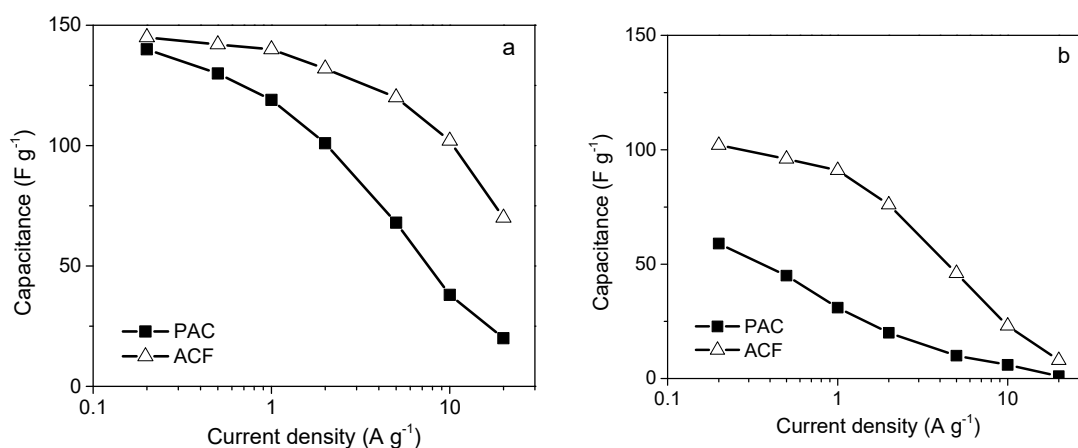 a
150
100
50
0
Capacitance (F g⁻¹)
PAC
ACF
0.1
1
10
Current density (A g⁻¹)
b
150
100
50
0
Capacitance (F g⁻¹)
PAC
ACF
0.1
1
10
Current density (A g⁻¹)